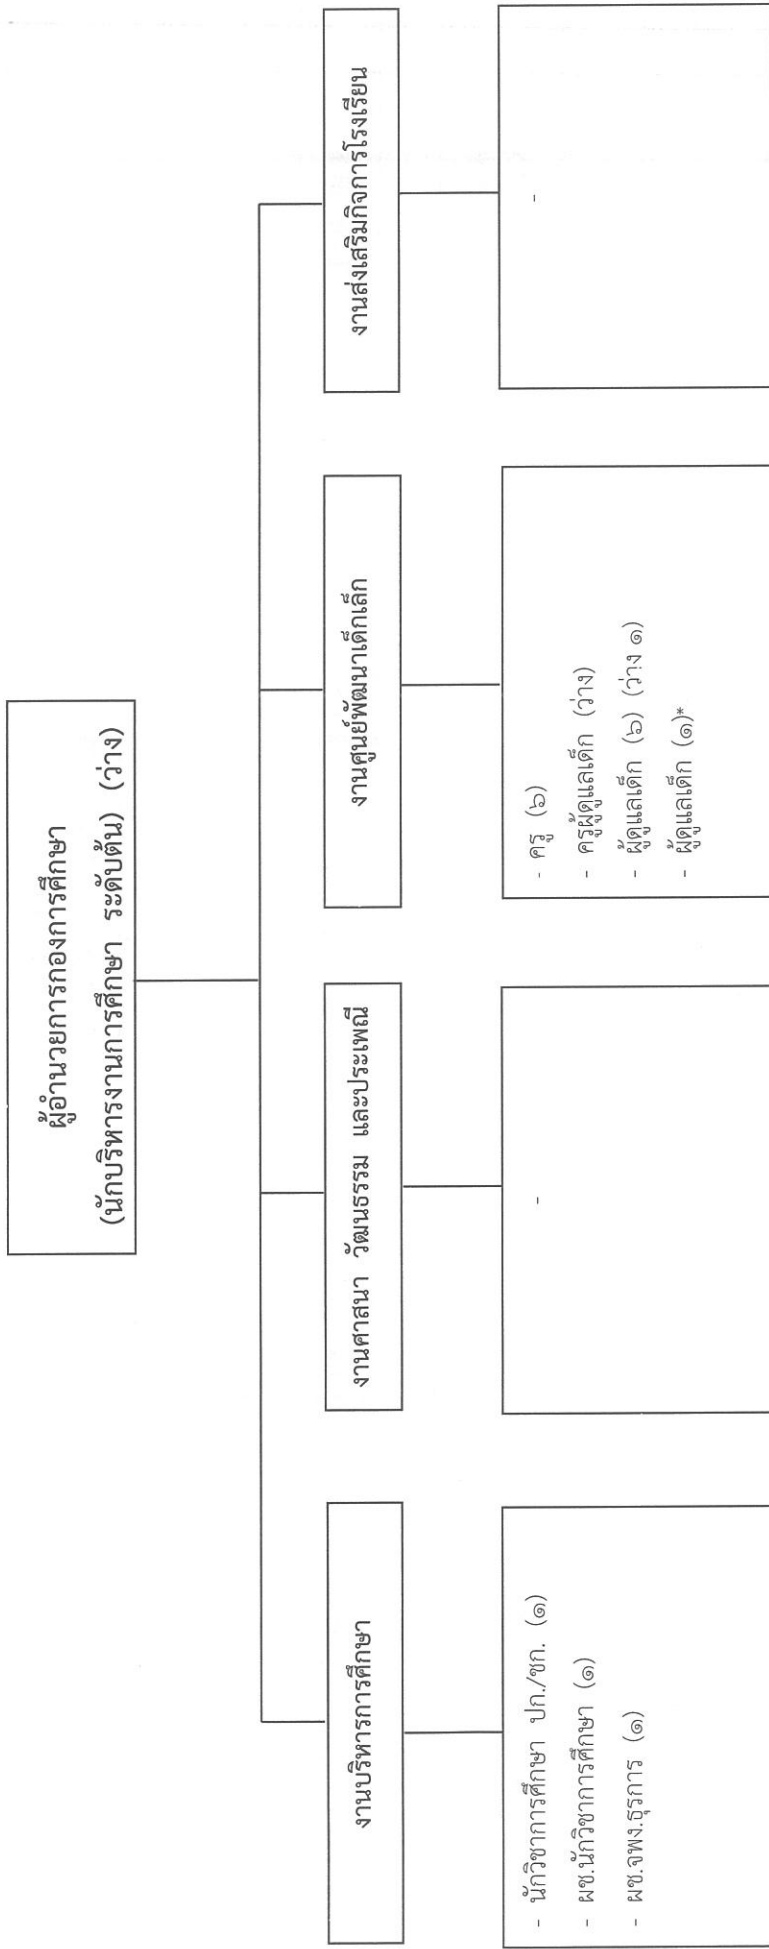 ผู้อำนวยการกองการศึกษา
(นักบริหารงานการศึกษา ระดับต้น) (ว่าง)
งานบริหารการศึกษา
งานศาสนา วัฒนธรรม และประเพณี
งานศูนย์พัฒนาเด็กเล็ก
งานส่งเสริมกิจการโรงเรียน
- นักวิชาการศึกษา ปก./ชก. (๑)
- ผช.นักวิชาการศึกษา (๑)
- ผช.จพง.ธุรการ (๑)
-
- ครู (๖)
- ครูผู้ดูแลเด็ก (ว่าง)
- ผู้ดูแลเด็ก (๖) (ว่าง ๑)
- ผู้ดูแลเด็ก (๑)*
-